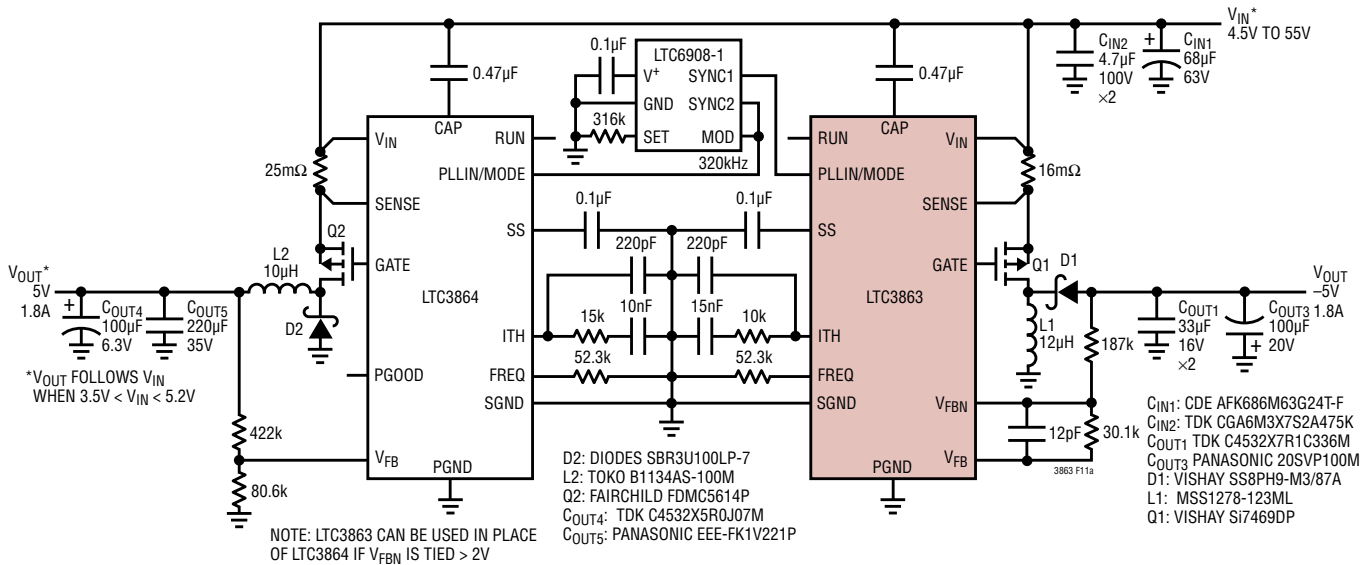 VIN*
4.5V TO 55V
CIN2
4.7µF
100V
×2
+
CIN1
68µF
63V
0.47µF
0.1µF
LTC6908-1
V+
SYNC1
GND
SYNC2
316k
SET
MOD
320kHz
0.47µF
CAP
VIN
RUN
25mΩ
PLLIN/MODE
SENSE
SS
Q2
GATE
LTC3864
L2
10µH
VOUT*
5V
1.8A
+
COUT4
100µF
6.3V
COUT5
220µF
35V
D2
ITH
FREQ
PGOOD
SGND
*VOUT FOLLOWS VIN
WHEN 3.5V < VIN < 5.2V
422k
VFB
PGND
80.6k
0.1µF
0.1µF
220pF
220pF
10nF
15nF
15k
10k
52.3k
52.3k
CAP
RUN
VIN
16mΩ
PLLIN/MODE
SENSE
SS
GATE
Q1
D1
LTC3863
VOUT
–5V
1.8A
L1
12µH
COUT1
33µF
16V
×2
COUT3
100µF
20V
+
ITH
187k
FREQ
SGND
VFBN
12pF
30.1k
VFB
PGND
3863 F11a
CIN1: CDE AFK686M63G24T-F
CIN2: TDK CGA6M3X7S2A475K
COUT1 TDK C4532X7R1C336M
COUT3 PANASONIC 20SVP100M
D1: VISHAY SS8PH9-M3/87A
L1: MSS1278-123ML
Q1: VISHAY Si7469DP
D2: DIODES SBR3U100LP-7
L2: TOKO B1134AS-100M
Q2: FAIRCHILD FDMC5614P
COUT4: TDK C4532X5R0J07M
COUT5: PANASONIC EEE-FK1V221P
NOTE: LTC3863 CAN BE USED IN PLACE
OF LTC3864 IF VFBN IS TIED > 2V